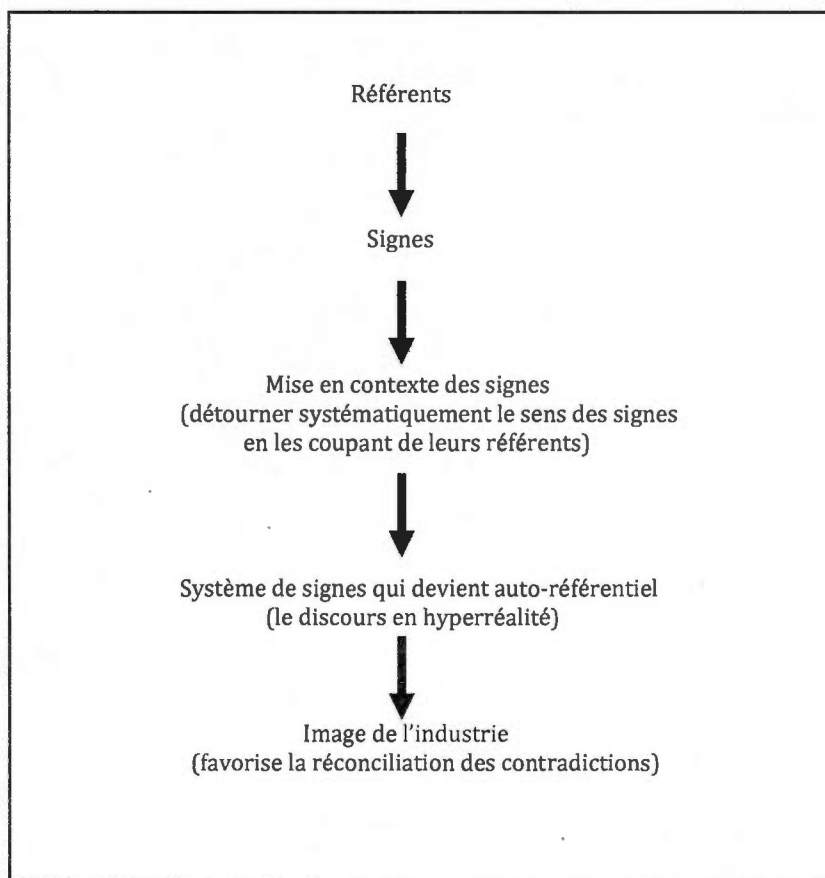 Référents
Signes
Mise en contexte des signes
(détourner systématiquement le sens des signes
en les coupant de leurs référents)
Système de signes qui devient auto-référentiel
(le discours en hyperréalité)
Image de l'industrie
(favorise la réconciliation des contradictions)